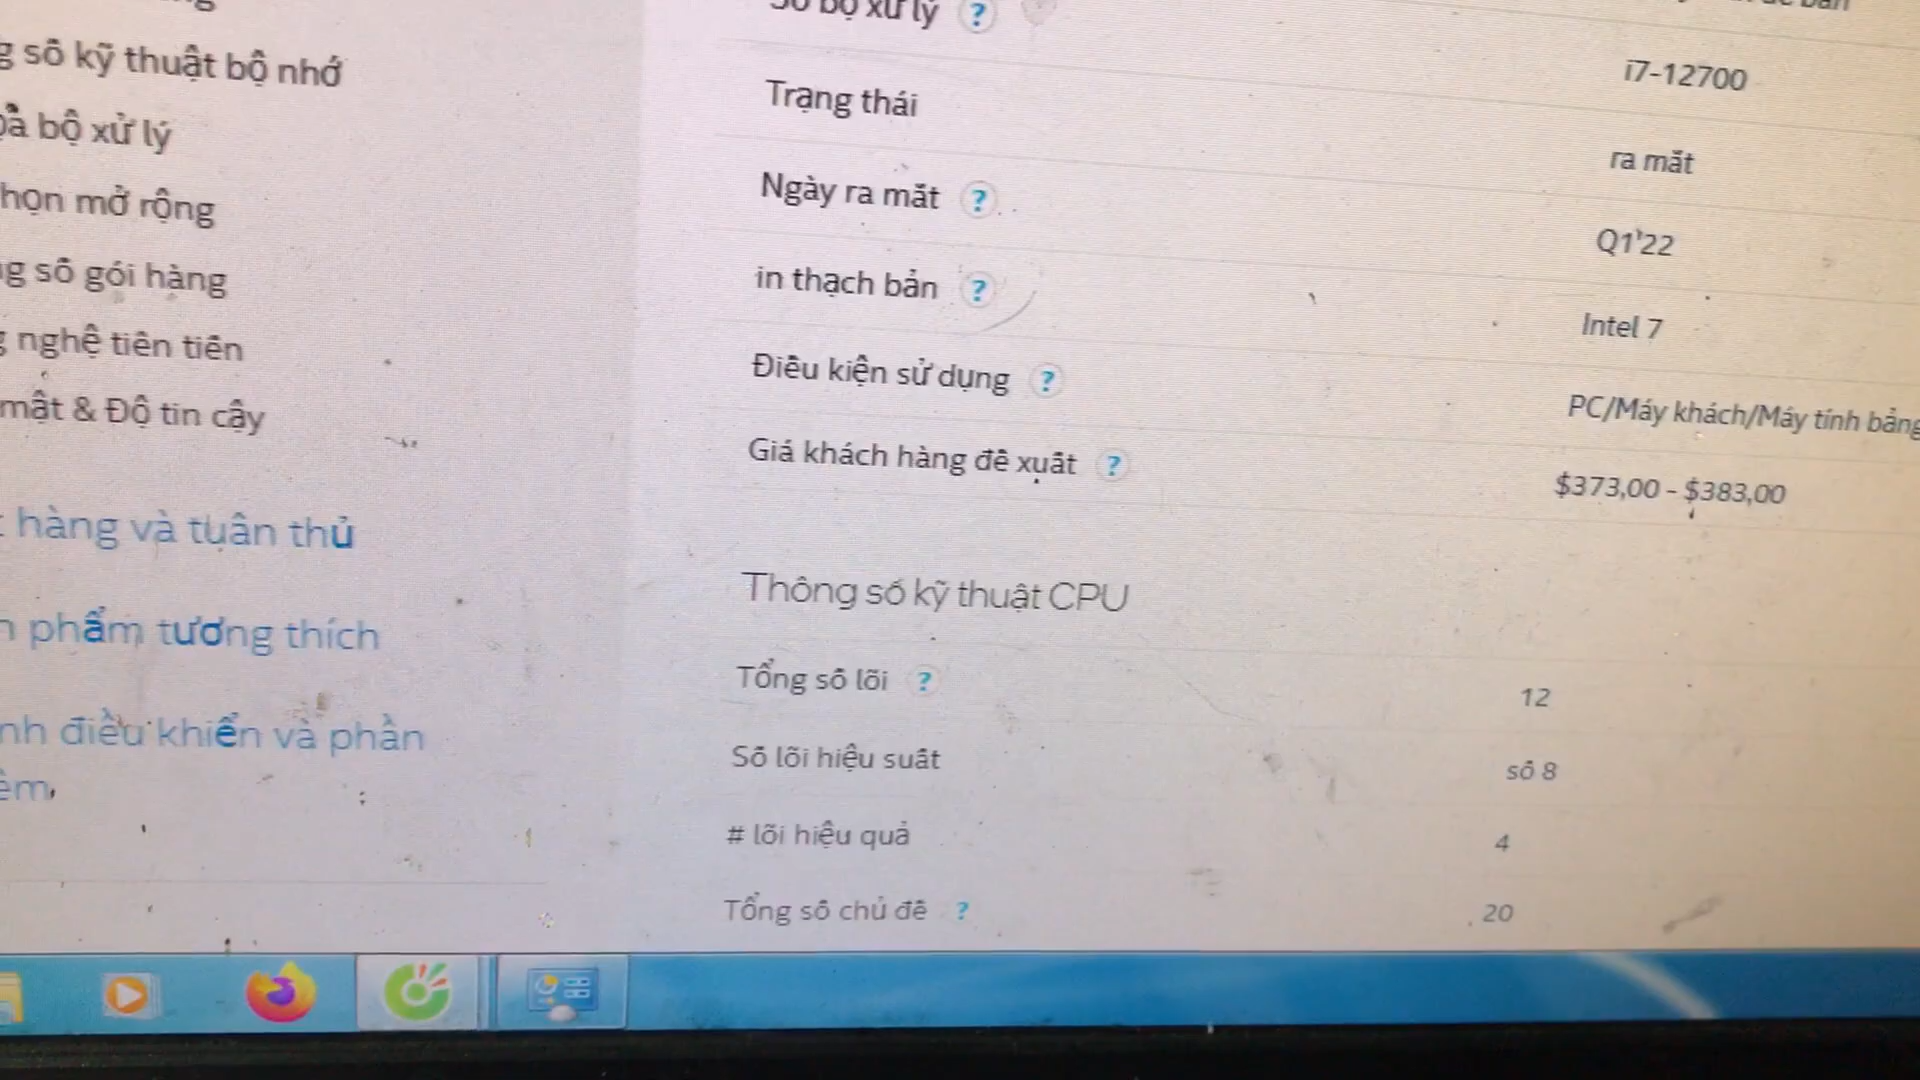 số kỹ thuật bộ nhớ
bộ xử lý
mở rộng
số gói hàng
nghệ tiên tiến
mật & Độ tin cậy
hàng và tuân thủ
phẩm tương thích
điều khiển và phần
Số bộ xử lý ?
i7-12700
Trạng thái
ra mắt
Ngày ra mắt ?
Q1'22
in thạch bản ?
Intel 7
Điều kiện sử dụng ?
PC/Máy khách/Máy tính bảng
Giá khách hàng đề xuất ?
$373,00 - $383,00
Thông số kỹ thuật CPU
Tổng số lõi ?
12
Số lõi hiệu suất
số 8
# lõi hiệu quả
4
Tổng số chủ đề ?
20